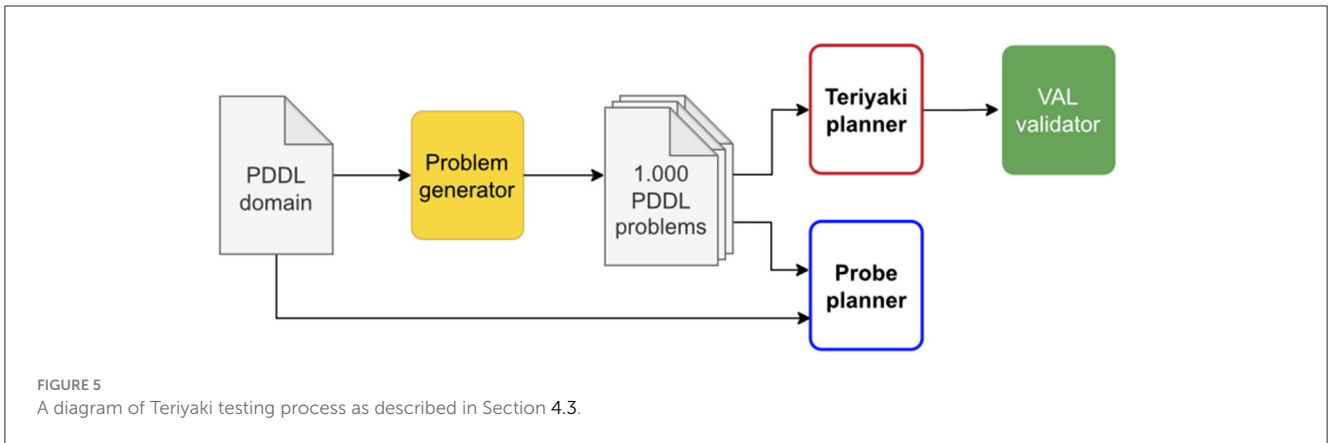 PDDL
domain
Problem
generator
1.000
PDDL
problems
Teriyaki
planner
VAL
validator
Probe
planner
FIGURE 5
A diagram of Teriyaki testing process as described in Section 4.3.